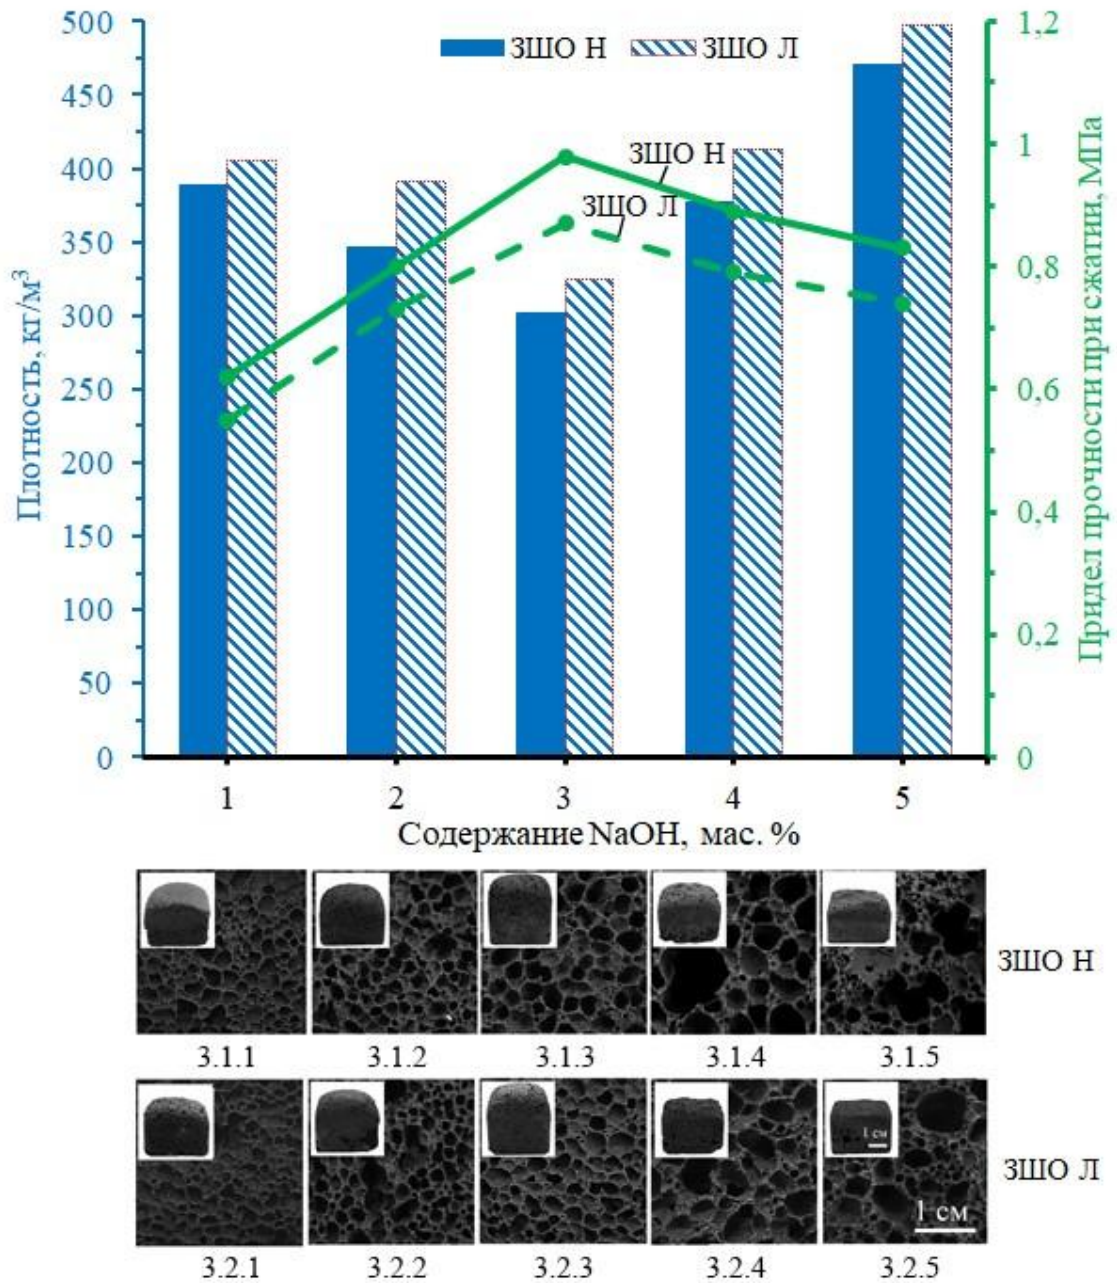 500
450
400
350
300
250
200
150
100
50
0
Плотность, кг/м³
ЗШО Н
ЗШО Л
ЗШО Н
ЗШО Л
1,2
1
0,8
0,6
0,4
0,2
0
Придел прочности при сжатии, МПа
1 2 3 4 5
Содержание NaOH, мас. %
ЗШО Н
3.1.1 3.1.2 3.1.3 3.1.4 3.1.5
1 см
ЗШО Л
1 см
3.2.1 3.2.2 3.2.3 3.2.4 3.2.5